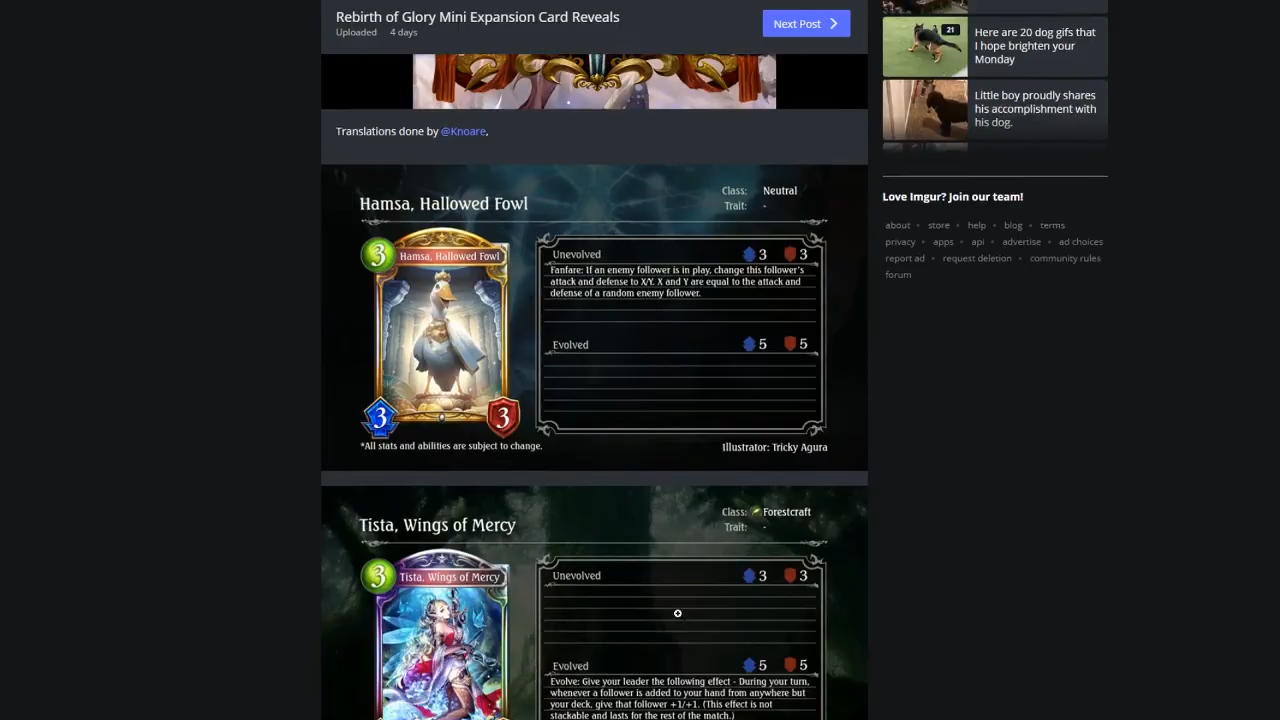 Rebirth of Glory Mini Expansion Card Reveals
Uploaded 4 days
Next Post
Translations done by @Knoare,
Hamsa, Hallowed Fowl
Class: Neutral
Trait: -
3
Hamsa, Hallowed Fowl
3
3
Unevolved 3 3
Fanfare: If an enemy follower is in play, change this follower's
attack and defense to X/Y. X and Y are equal to the attack and
defense of a random enemy follower.
Evolved 5 5
*All stats and abilities are subject to change.
Illustrator: Tricky Agura
Tista, Wings of Mercy
Class: Forestcraft
Trait: -
3
Tista, Wings of Mercy
Unevolved 3 3
Evolved 5 5
Evolve: Give your leader the following effect - During your turn,
whenever a follower is added to your hand from anywhere but
your deck, give that follower +1/+1. (This effect is not
stackable and lasts for the rest of the match.)
21
Here are 20 dog gifs that
I hope brighten your
Monday
Little boy proudly shares
his accomplishment with
his dog.
Love Imgur? Join our team!
about • store • help • blog • terms
privacy • apps • api • advertise • ad choices
report ad • request deletion • community rules
forum